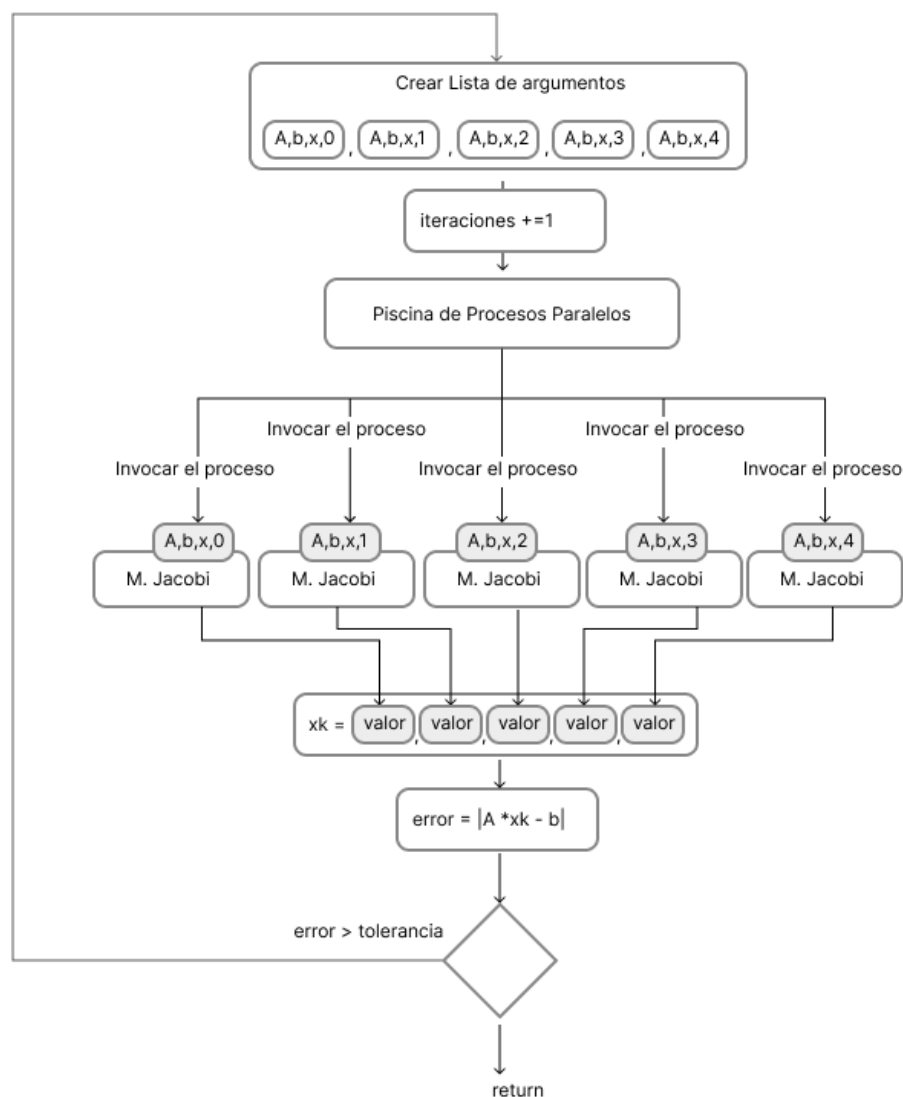 Crear Lista de argumentos
A,b,x,0 , A,b,x,1 , A,b,x,2 , A,b,x,3 , A,b,x,4
iteraciones +=1
Piscina de Procesos Paralelos
Invocar el proceso
Invocar el proceso
Invocar el proceso
Invocar el proceso
Invocar el proceso
A,b,x,0 A,b,x,1 A,b,x,2 A,b,x,3 A,b,x,4
M. Jacobi M. Jacobi M. Jacobi M. Jacobi M. Jacobi
xk = valor , valor , valor , valor , valor
error = |A *xk - b|
error > tolerancia
return